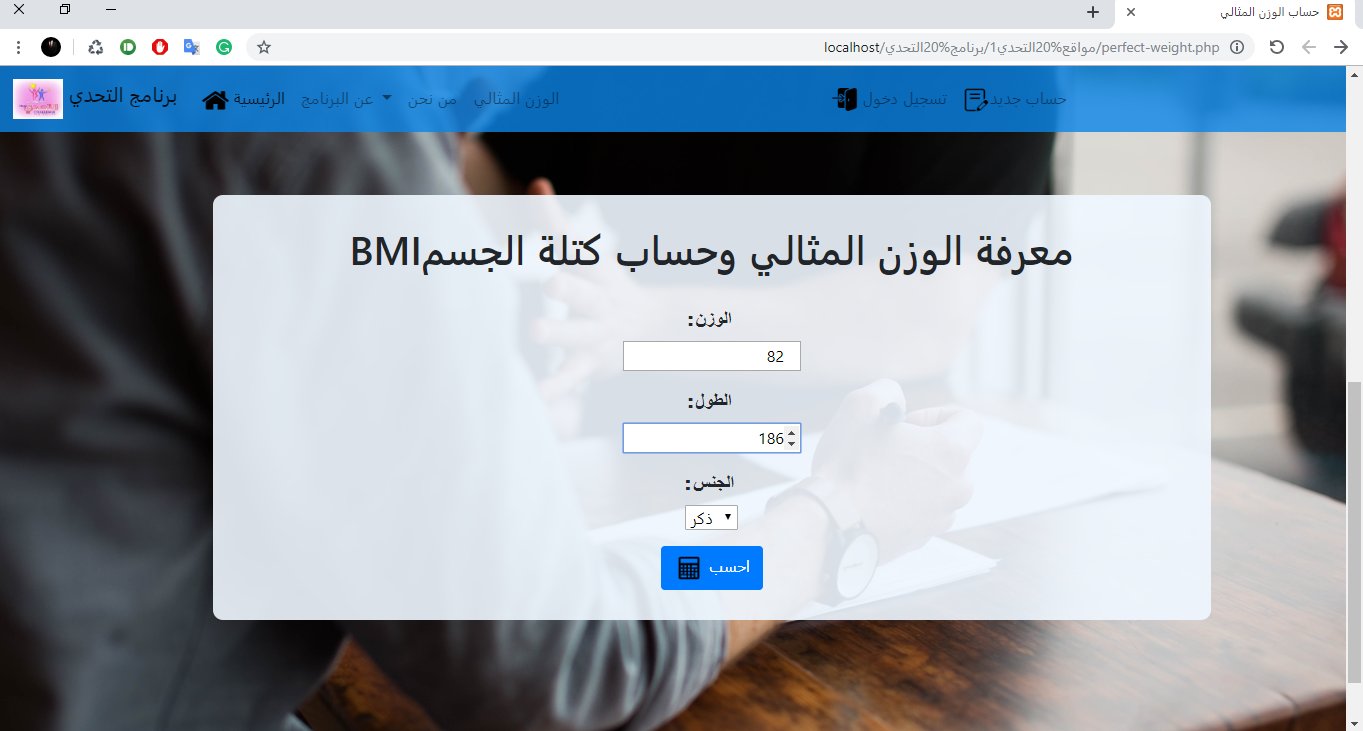 حساب الوزن المثالي
localhost/برنامج%20التحدي/مواقع%20التحدي1/perfect-weight.php
برنامج التحدي
الرئيسية
عن البرنامج
من نحن
الوزن المثالي
تسجيل دخول
حساب جديد
معرفة الوزن المثالي وحساب كتلة الجسمBMI
الوزن:
82
الطول:
186
الجنس:
ذكر
احسب